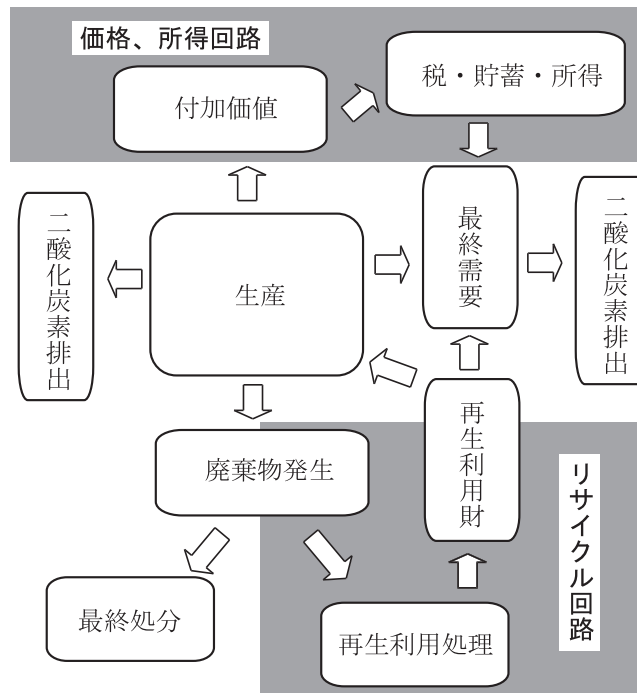 価格、所得回路
付加価値
税・貯蓄・所得
二酸化炭素排出
生産
最終需要
二酸化炭素排出
廃棄物発生
再生利用財
リサイクル回路
最終処分
再生利用処理